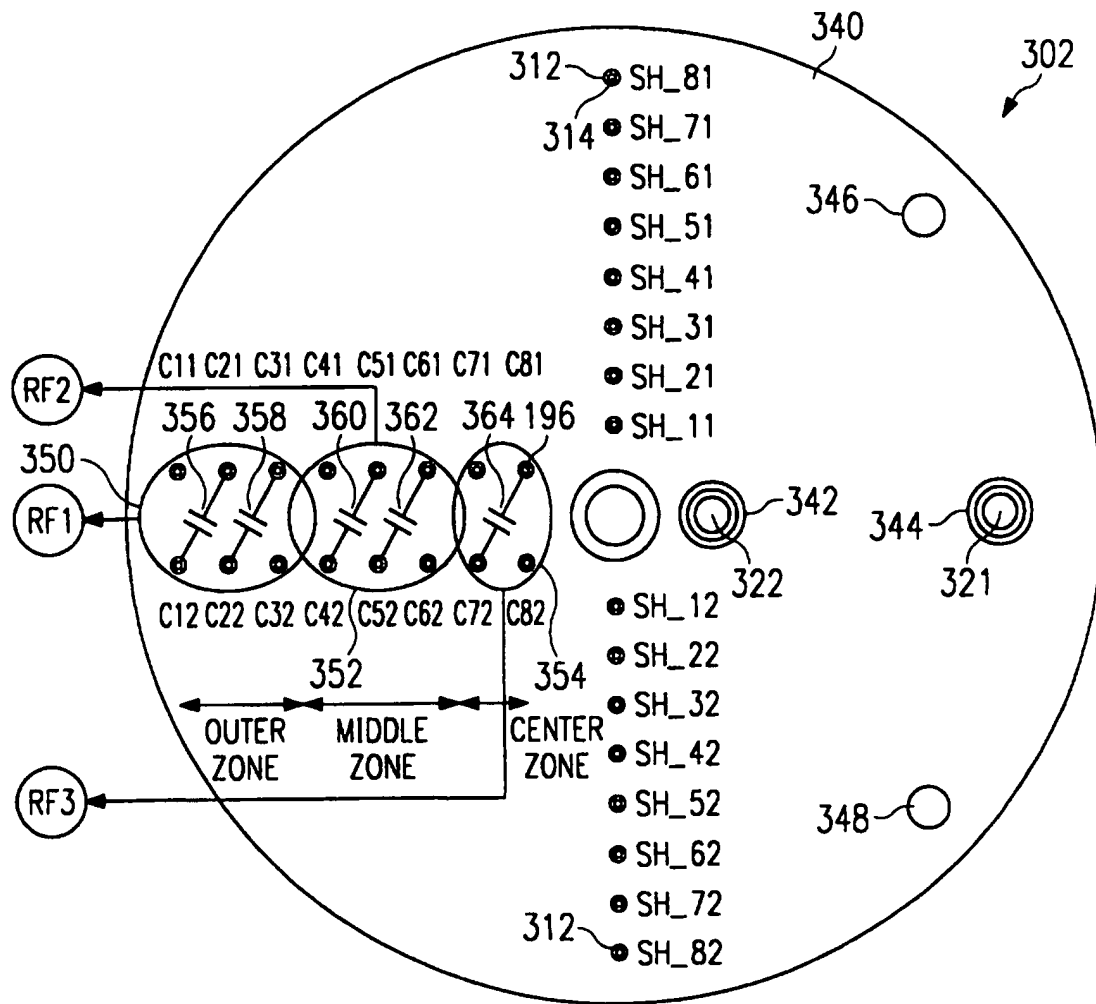 340
302
312 SH_81
314
SH_71
SH_61
346
SH_51
SH_41
SH_31
C11 C21 C31 C41 C51 C61 C71 C81
RF2
SH_21
356 358 360 362 364 196
SH_11
350
RF1
342
344
322
321
C12 C22 C32 C42 C52 C62 C72 C82
SH_12
352
354
SH_22
OUTER ZONE
MIDDLE ZONE
CENTER ZONE
SH_32
SH_42
RF3
SH_52
348
SH_62
SH_72
312 SH_82